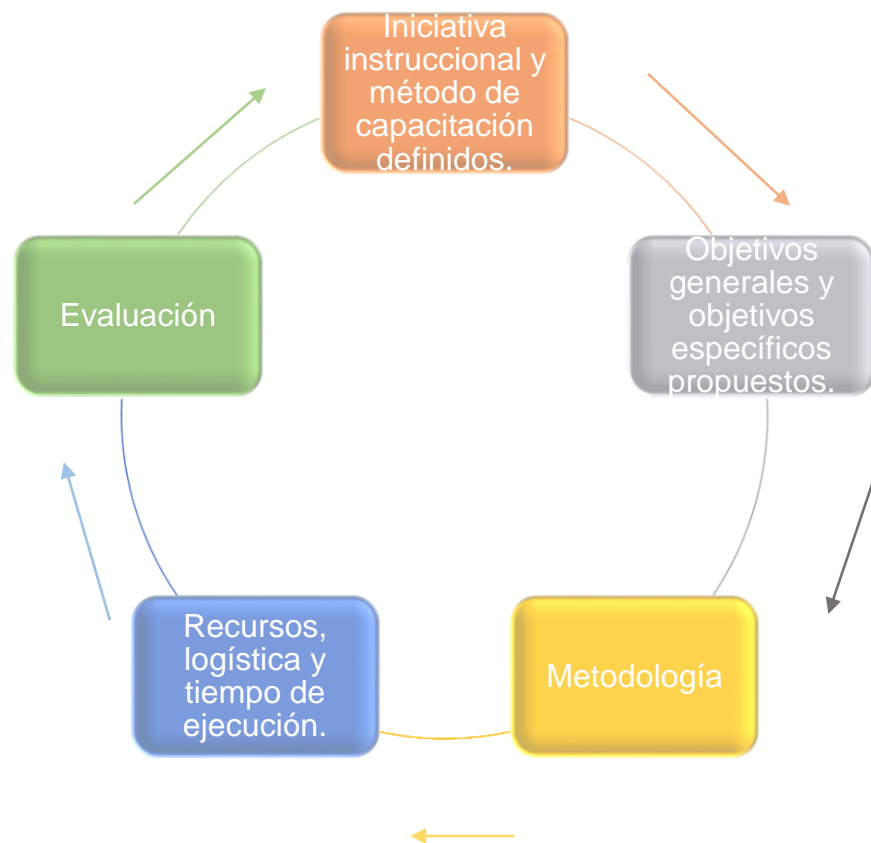 Iniciativa
instruccional y
método de
capacitación
definidos.
Objetivos
generales y
objetivos
específicos
propuestos.
Metodología
Recursos,
logística y
tiempo de
ejecución.
Evaluación